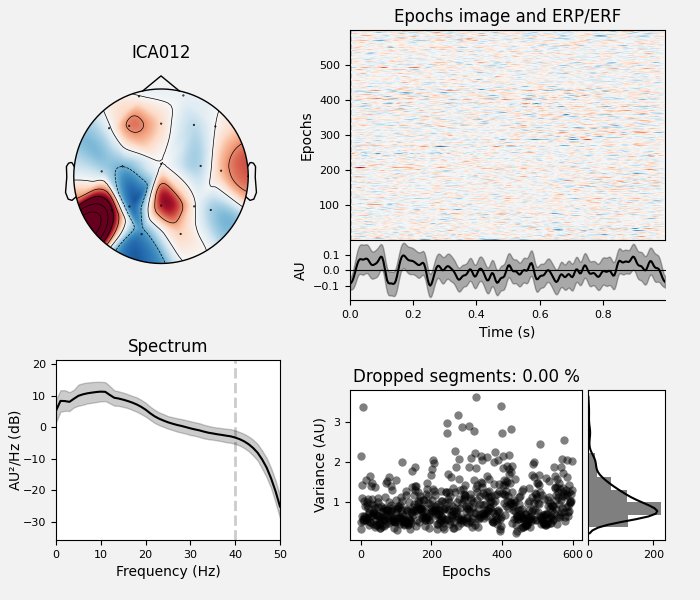 ICA012
Epochs image and ERP/ERF
Epochs
500
400
300
200
100
AU
0.1
0.0
−0.1
0.0 0.2 0.4 0.6 0.8
Time (s)
Spectrum
AU²/Hz (dB)
20
10
0
−10
−20
−30
0 10 20 30 40 50
Frequency (Hz)
Dropped segments: 0.00 %
Variance (AU)
3
2
1
0 200 400 600
Epochs
0 200